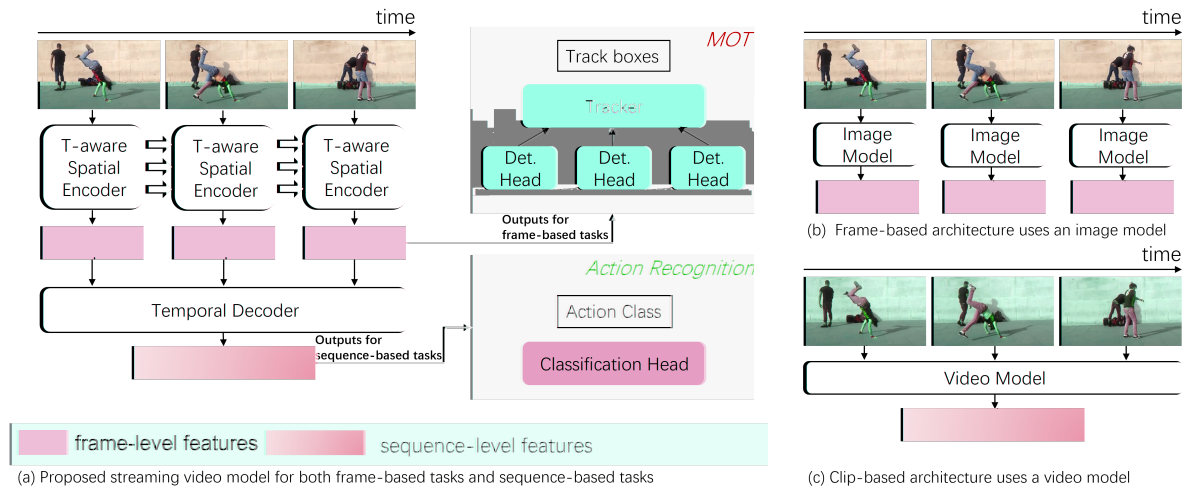 time
T-aware
Spatial
Encoder
T-aware
Spatial
Encoder
T-aware
Spatial
Encoder
Temporal Decoder
Outputs for
sequence-based tasks
Outputs for
frame-based tasks
MOT
Track boxes
Tracker
Det.
Head
Det.
Head
Det.
Head
Action Recognition
Action Class
Classification Head
frame-level features
sequence-level features
(a) Proposed streaming video model for both frame-based tasks and sequence-based tasks
time
Image
Model
Image
Model
Image
Model
(b) Frame-based architecture uses an image model
time
Video Model
(c) Clip-based architecture uses a video model